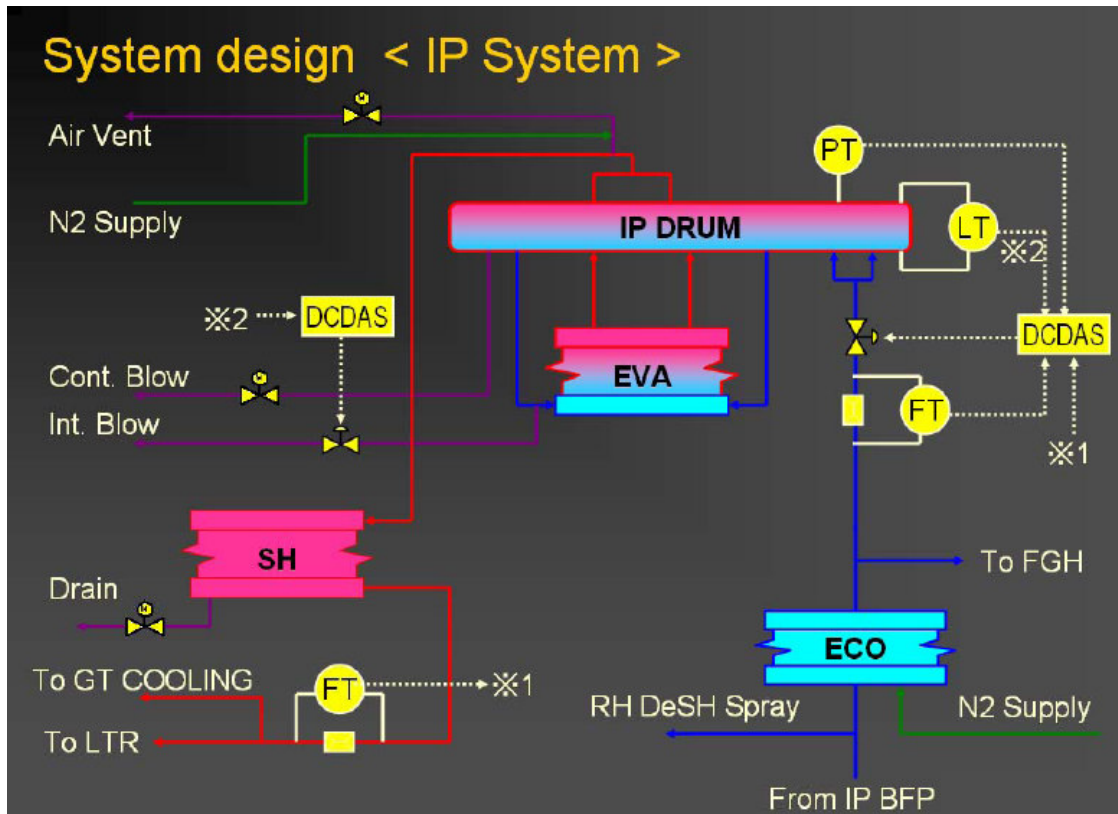 System design < IP System >
Air Vent
N2 Supply
PT
IP DRUM
LT
※2
※2
DCDAS
DCDAS
M
Cont. Blow
EVA
FT
Int. Blow
※1
M
SH
To FGH
Drain
M
ECO
To GT COOLING
FT
※1
RH DeSH Spray
N2 Supply
To LTR
From IP BFP